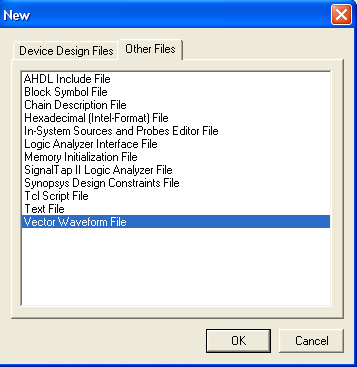 New
Device Design Files
Other Files
AHDL Include File
Block Symbol File
Chain Description File
Hexadecimal (Intel-Format) File
In-System Sources and Probes Editor File
Logic Analyzer Interface File
Memory Initialization File
SignalTap II Logic Analyzer File
Synopsys Design Constraints File
Tcl Script File
Text File
Vector Waveform File
OK
Cancel